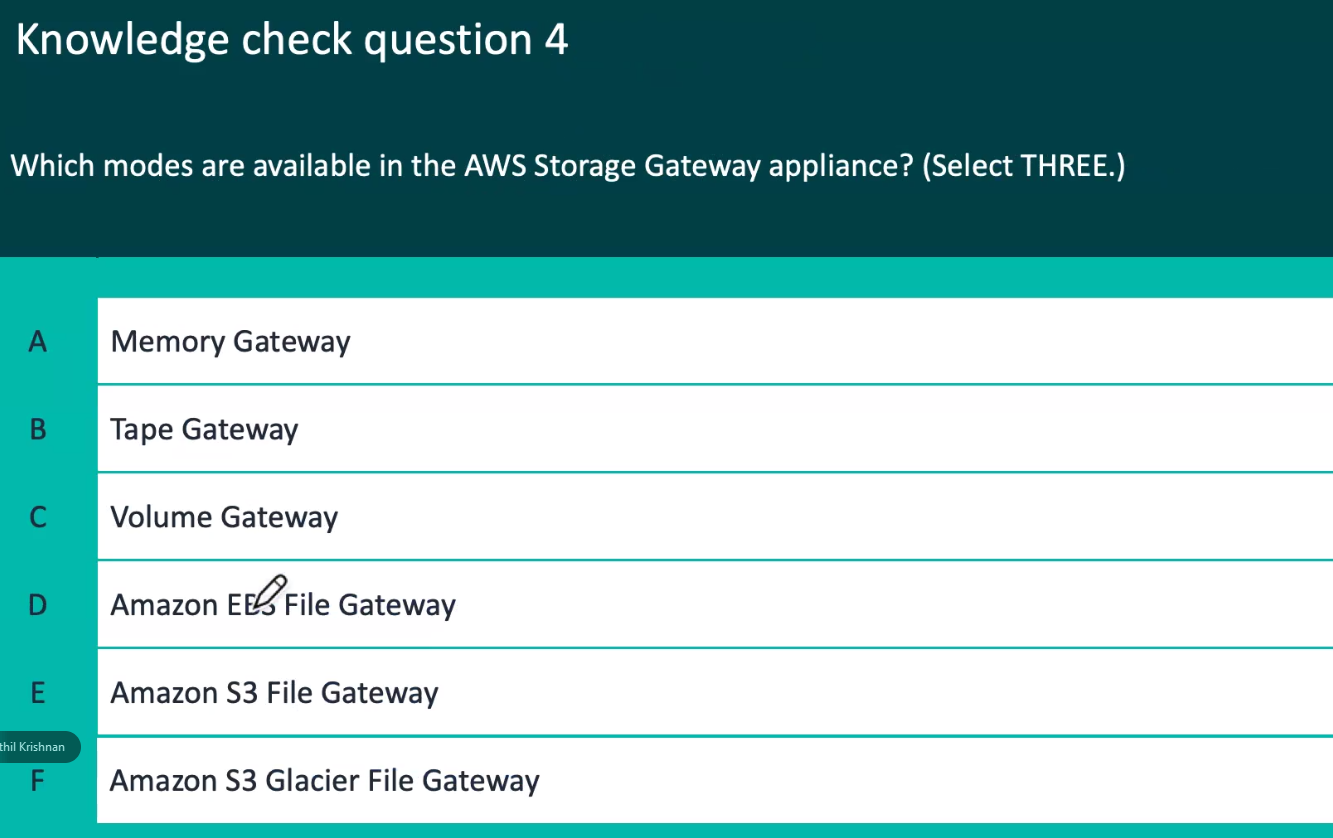 Knowledge check question 4
Which modes are available in the AWS Storage Gateway appliance? (Select THREE.)
A Memory Gateway
B Tape Gateway
C Volume Gateway
D Amazon EBS File Gateway
E Amazon S3 File Gateway
thil Krishnan
F Amazon S3 Glacier File Gateway